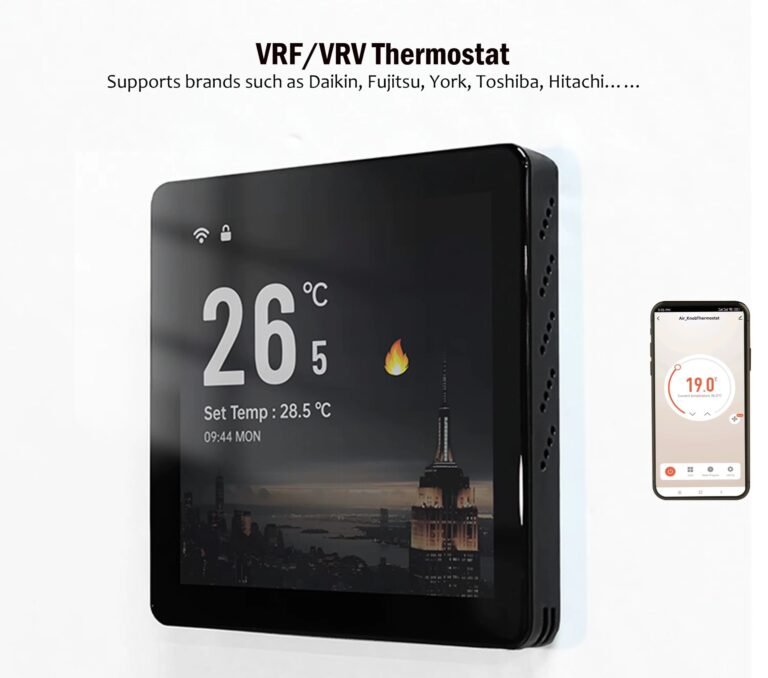 VRF/VRV Thermostat
Supports brands such as Daikin, Fujitsu, York, Toshiba, Hitachi......
26 °C
5
Set Temp : 28.5 °C
09:44 MON
Air_KnobThermostat
19.0